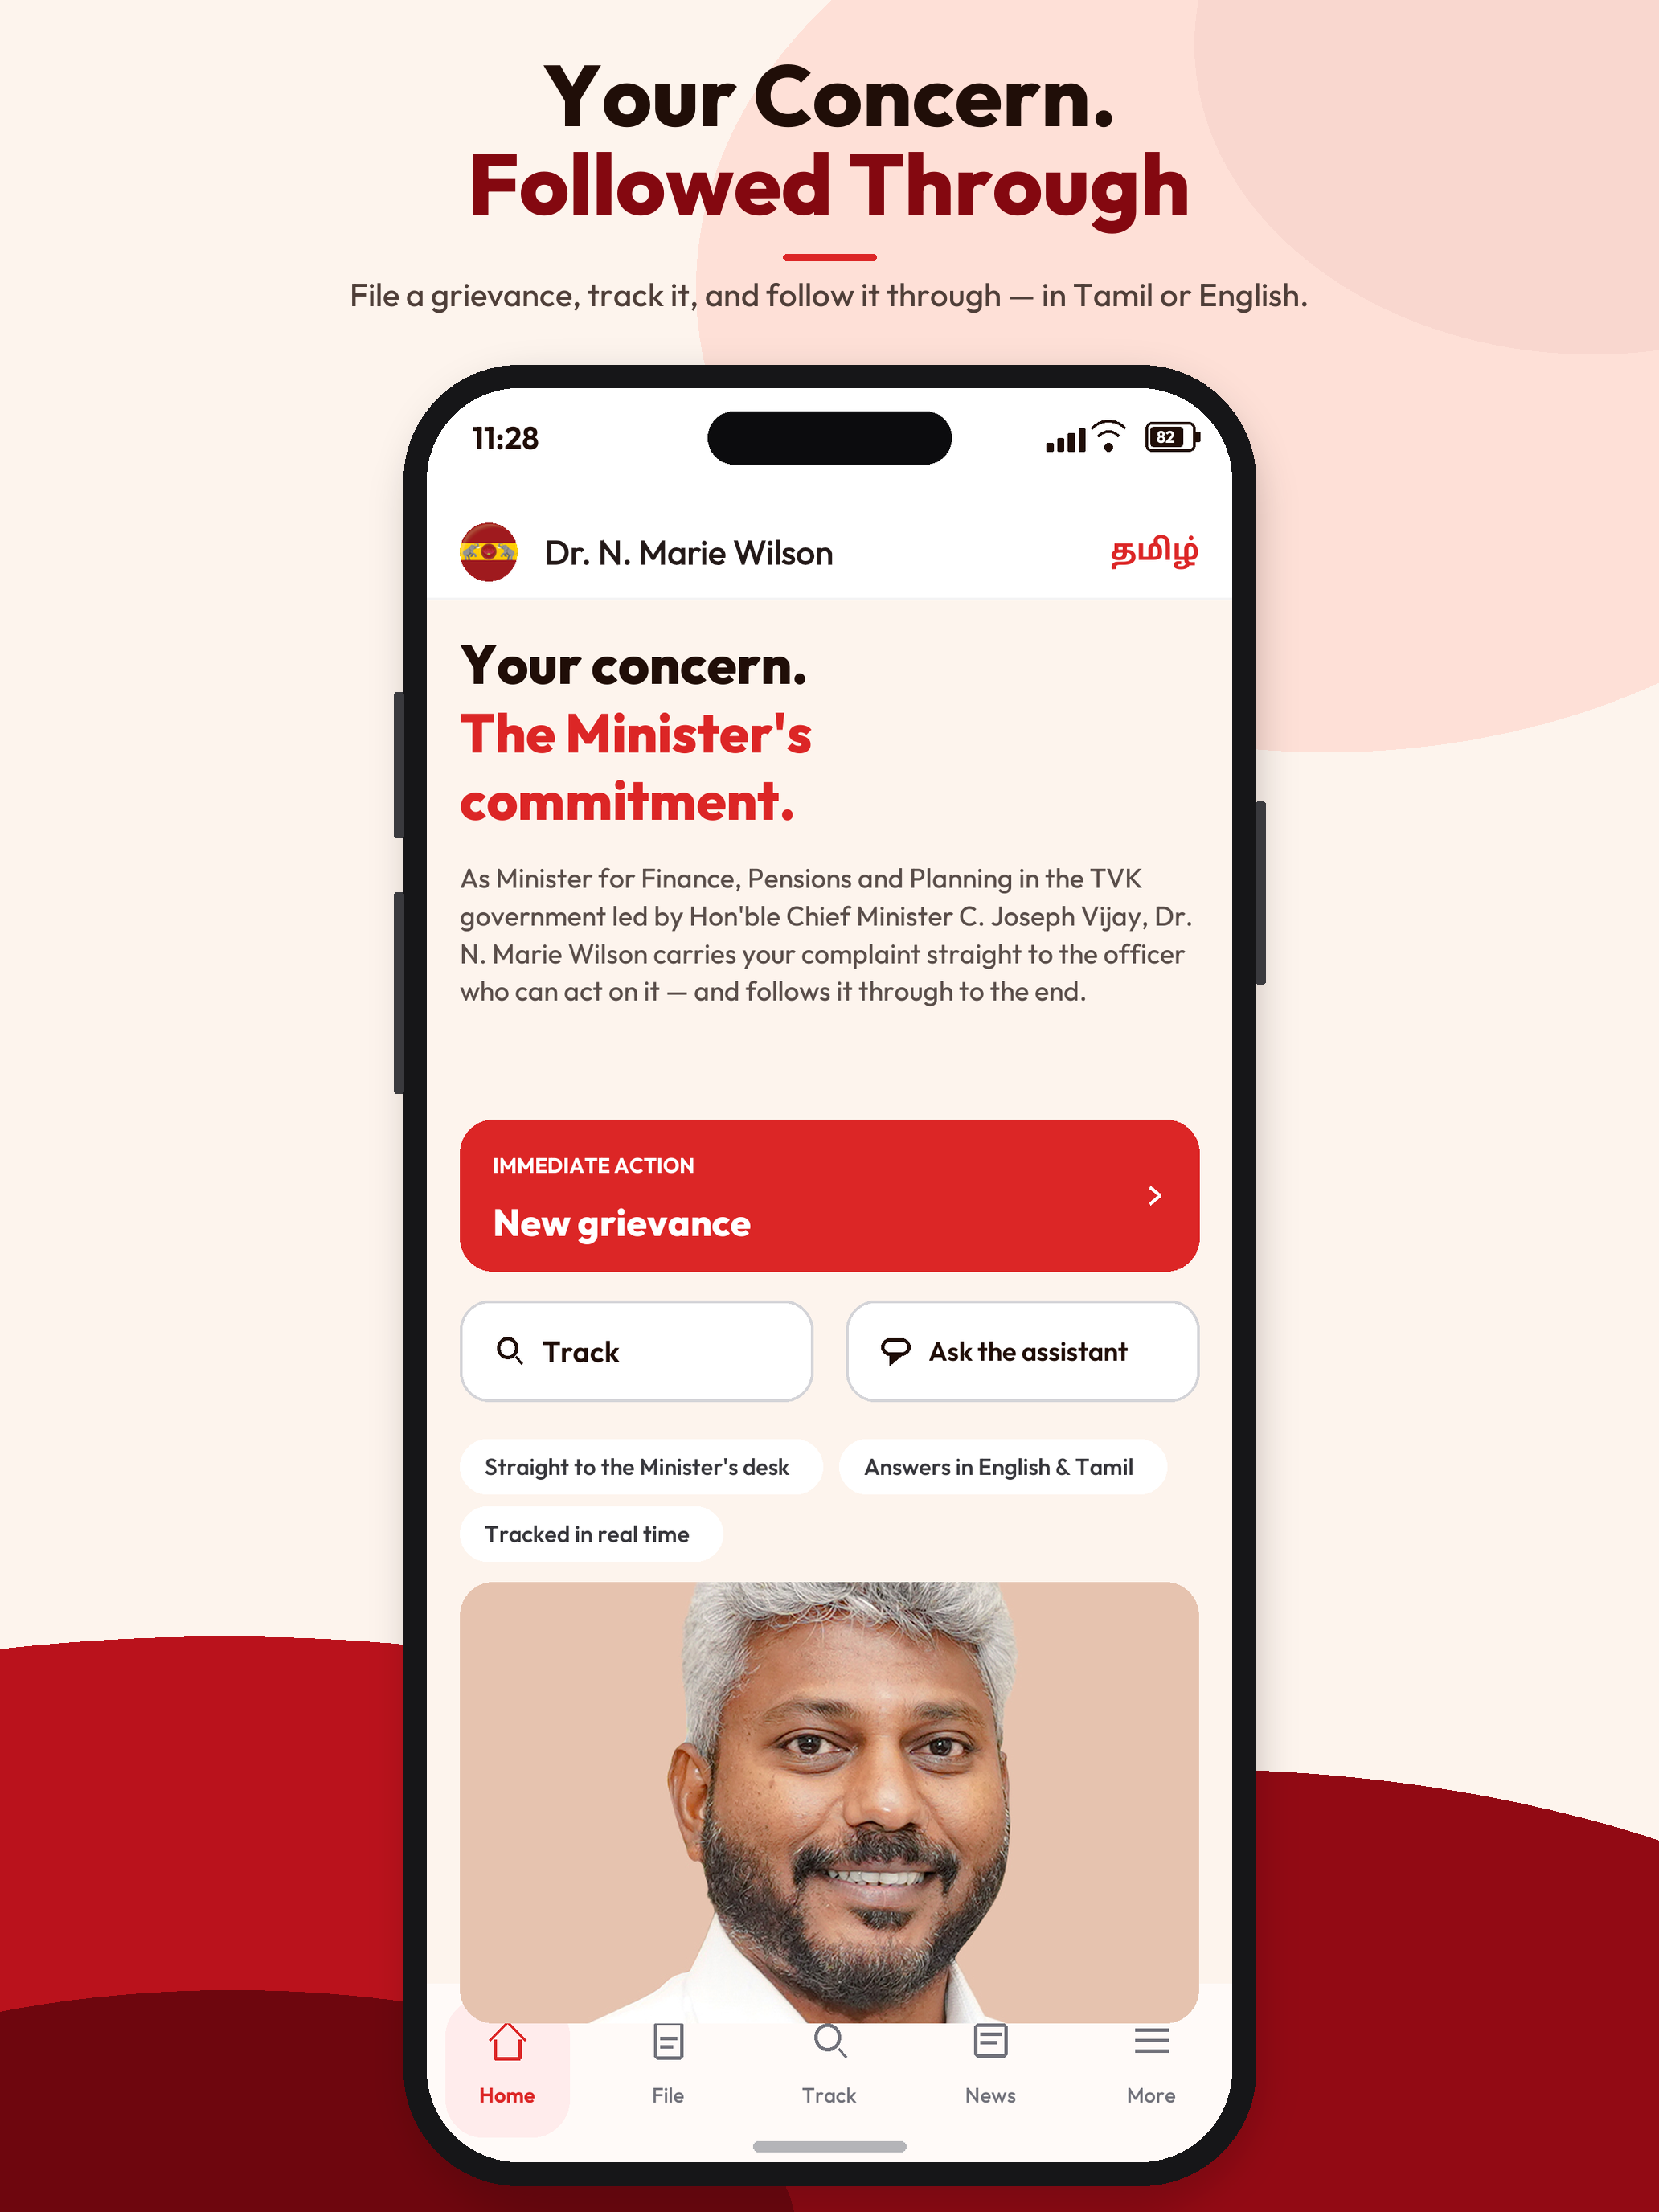 Your Concern.
Followed Through
File a grievance, track it, and follow it through — in Tamil or English.
11:28
82
Dr. N. Marie Wilson
தமிழ்
Your concern.
The Minister's
commitment.
As Minister for Finance, Pensions and Planning in the TVK
government led by Hon'ble Chief Minister C. Joseph Vijay, Dr.
N. Marie Wilson carries your complaint straight to the officer
who can act on it — and follows it through to the end.
IMMEDIATE ACTION
New grievance
Track
Ask the assistant
Straight to the Minister's desk
Answers in English & Tamil
Tracked in real time
Home
File
Track
News
More